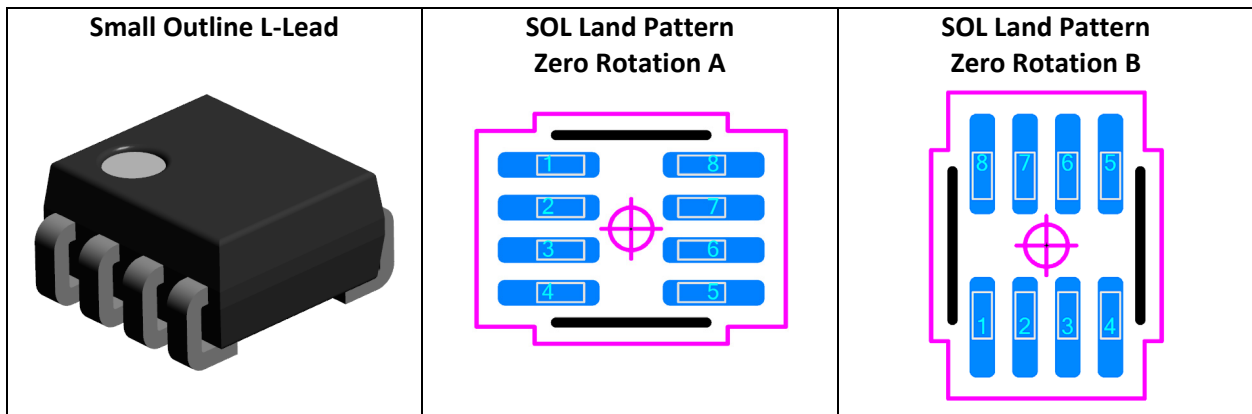 Small Outline L-Lead
SOL Land Pattern
Zero Rotation A
1 8
2 7
3 6
4 5
SOL Land Pattern
Zero Rotation B
8 7 6 5
1 2 3 4